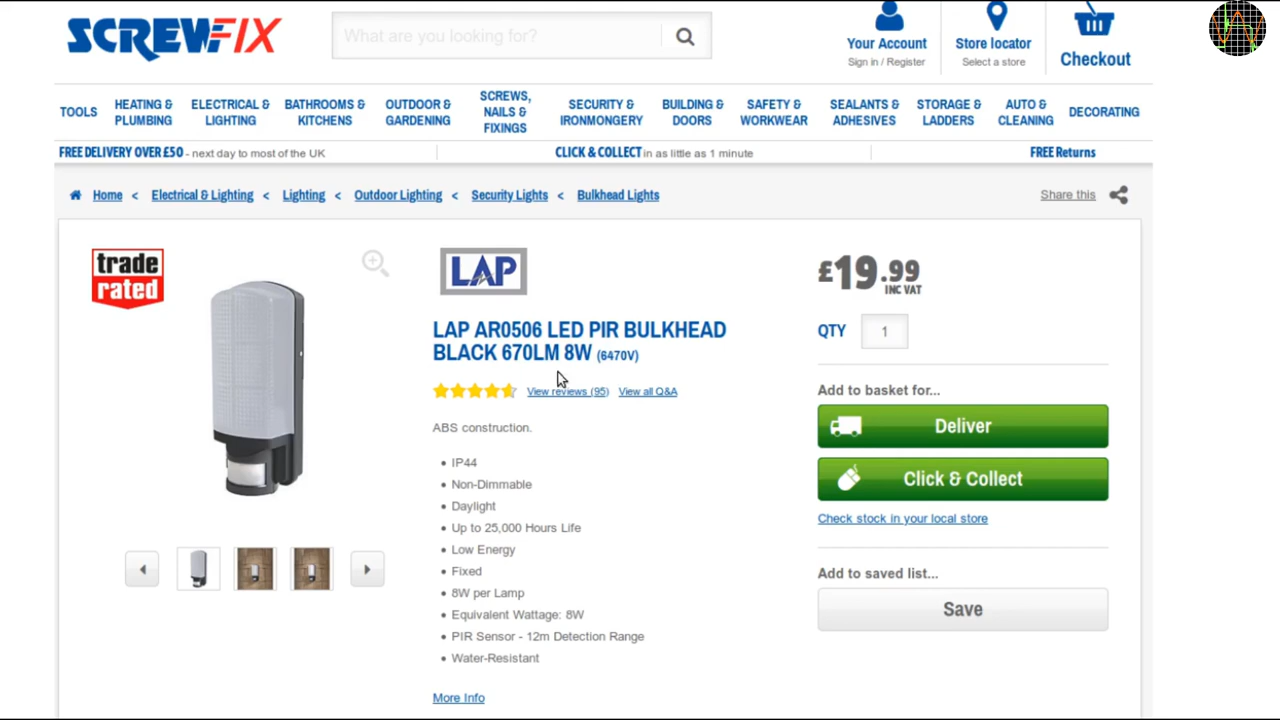 SCREWFIX
What are you looking for?
Your Account
Sign in / Register
Store locator
Select a store
Checkout
TOOLS
HEATING &
PLUMBING
ELECTRICAL &
LIGHTING
BATHROOMS &
KITCHENS
OUTDOOR &
GARDENING
SCREWS,
NAILS &
FIXINGS
SECURITY &
IRONMONGERY
BUILDING &
DOORS
SAFETY &
WORKWEAR
SEALANTS &
ADHESIVES
STORAGE &
LADDERS
AUTO &
CLEANING
DECORATING
FREE DELIVERY OVER £50 - next day to most of the UK
CLICK & COLLECT in as little as 1 minute
FREE Returns
Home < Electrical & Lighting < Lighting < Outdoor Lighting < Security Lights < Bulkhead Lights
Share this
trade
rated
LAP
LAP AR0506 LED PIR BULKHEAD
BLACK 670LM 8W (6470V)
View reviews (95) View all Q&A
ABS construction.
• IP44
• Non-Dimmable
• Daylight
• Up to 25,000 Hours Life
• Low Energy
• Fixed
• 8W per Lamp
• Equivalent Wattage: 8W
• PIR Sensor - 12m Detection Range
• Water-Resistant
More Info
£19.99
INC VAT
QTY 1
Add to basket for...
Deliver
Click & Collect
Check stock in your local store
Add to saved list...
Save